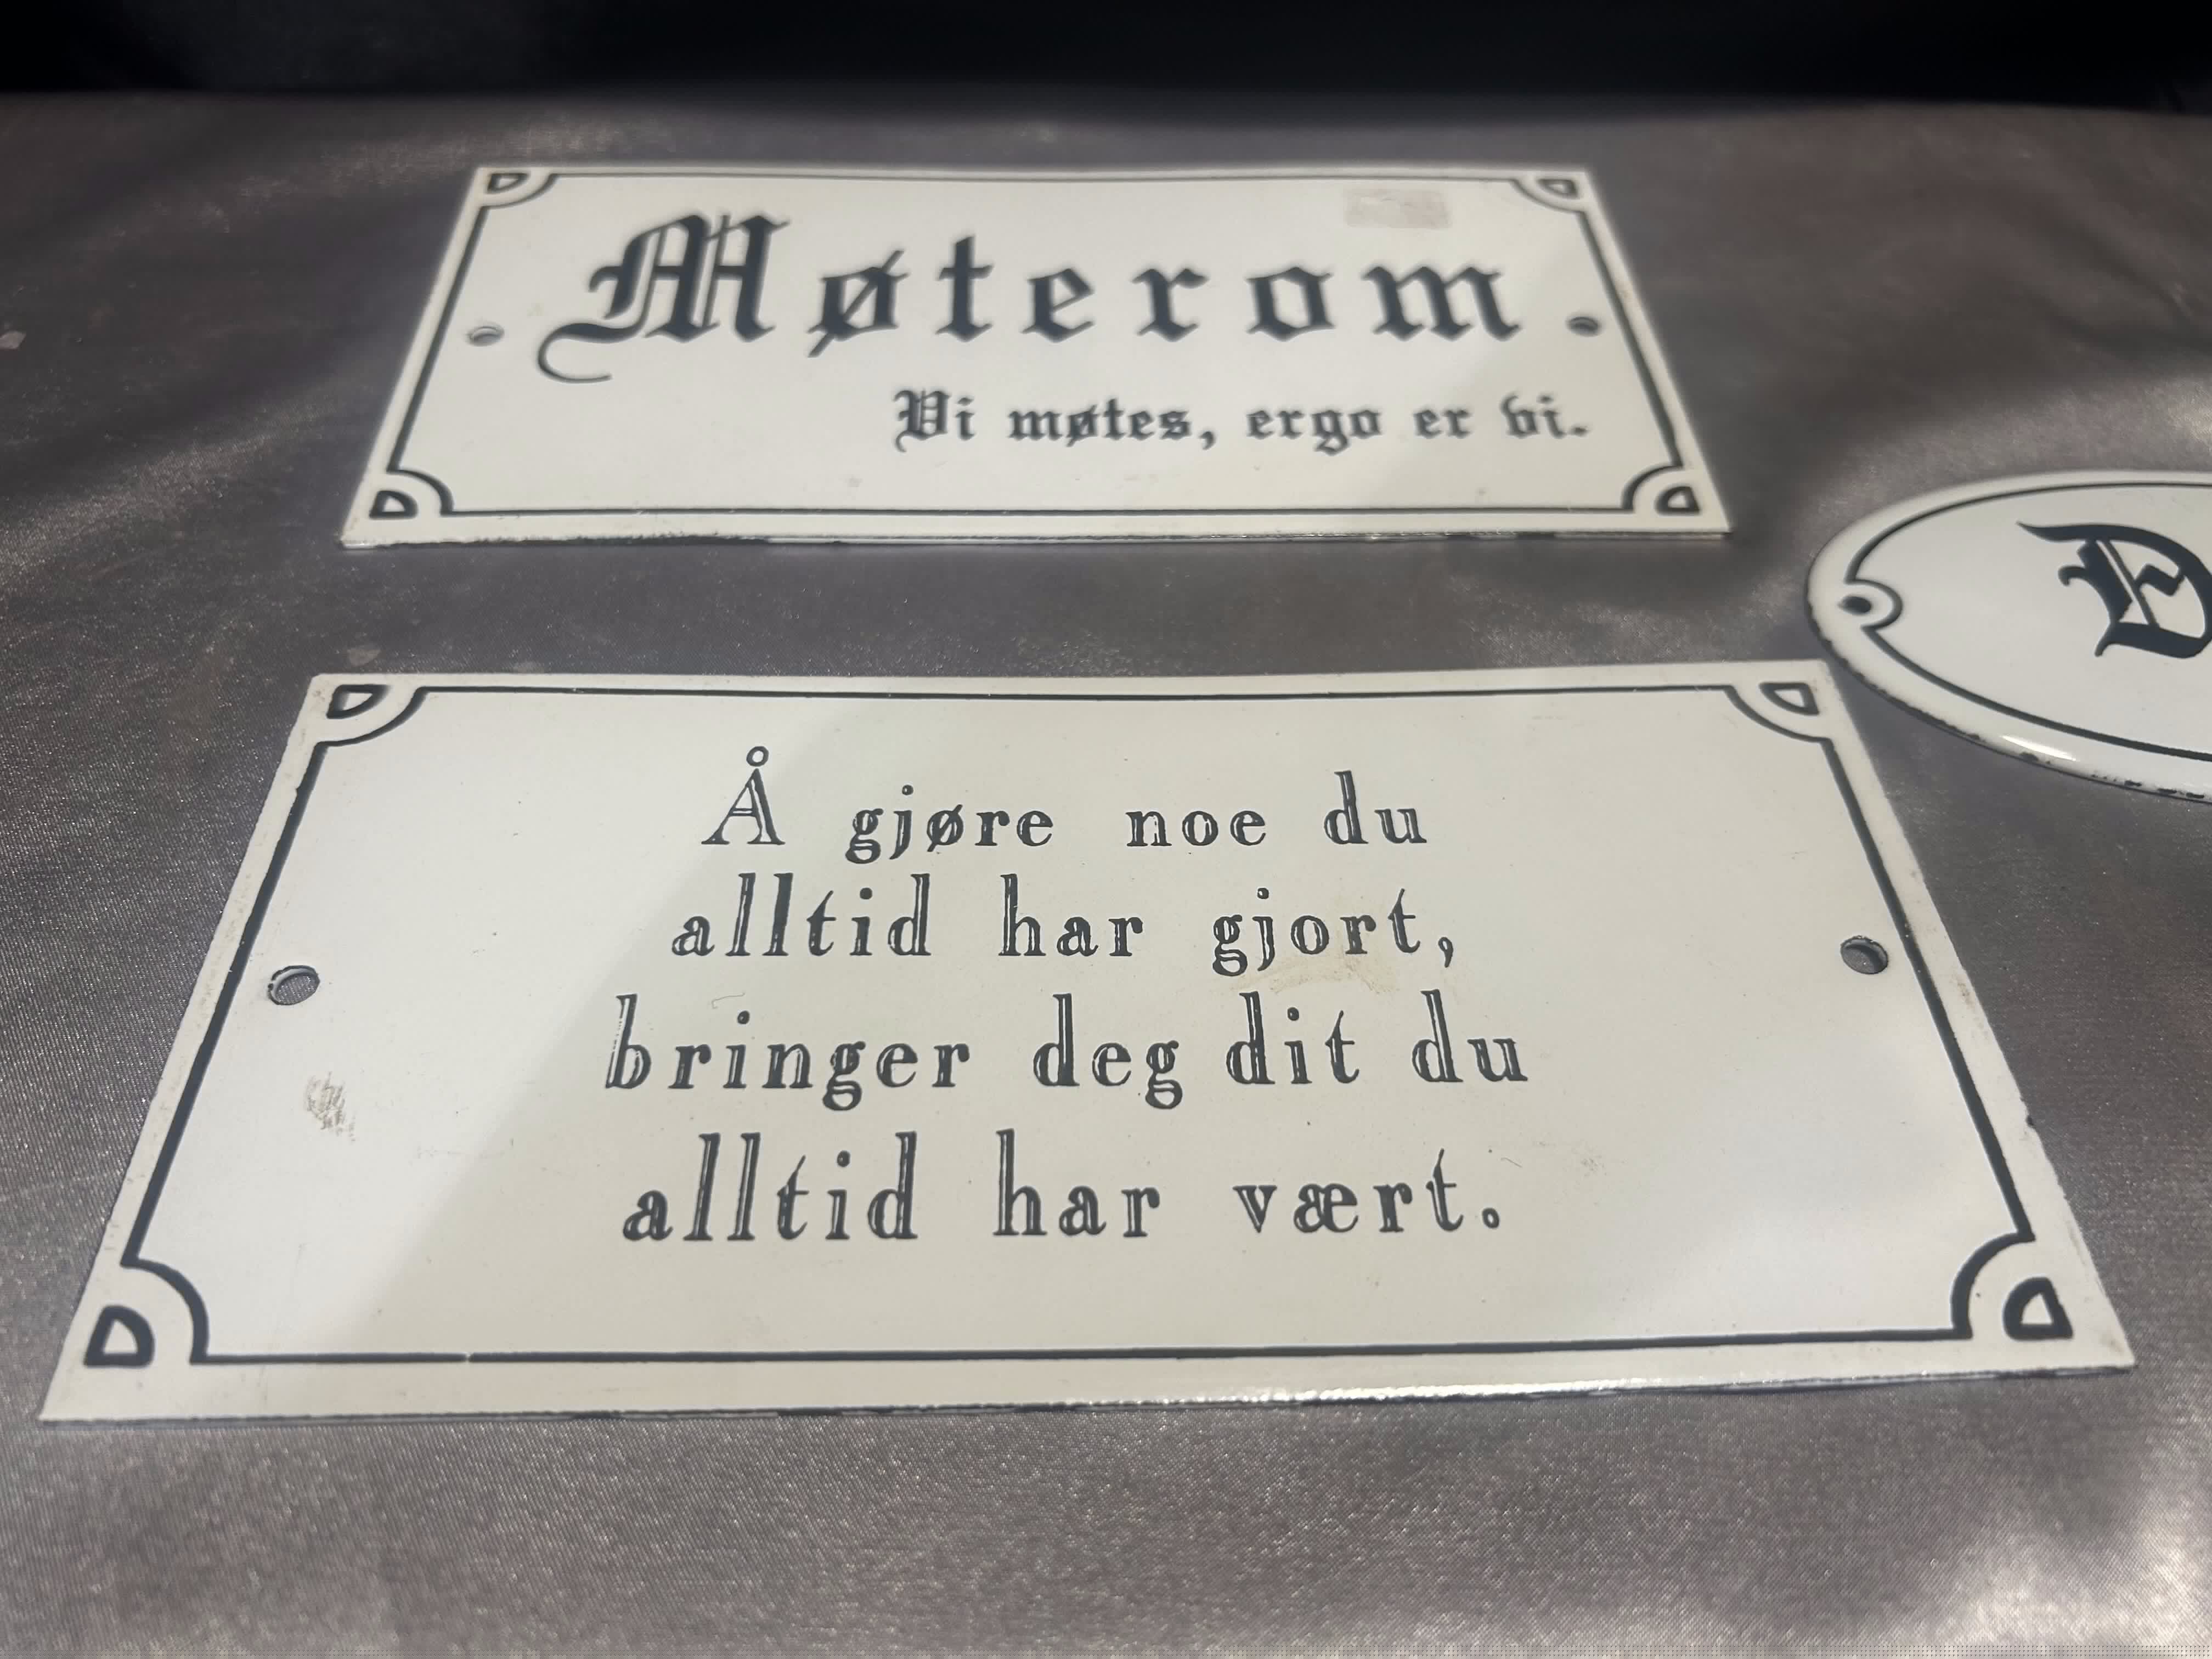 Møterom.
Vi møtes, ergo er vi.
Å gjøre noe du
alltid har gjort,
bringer deg dit du
alltid har vært.